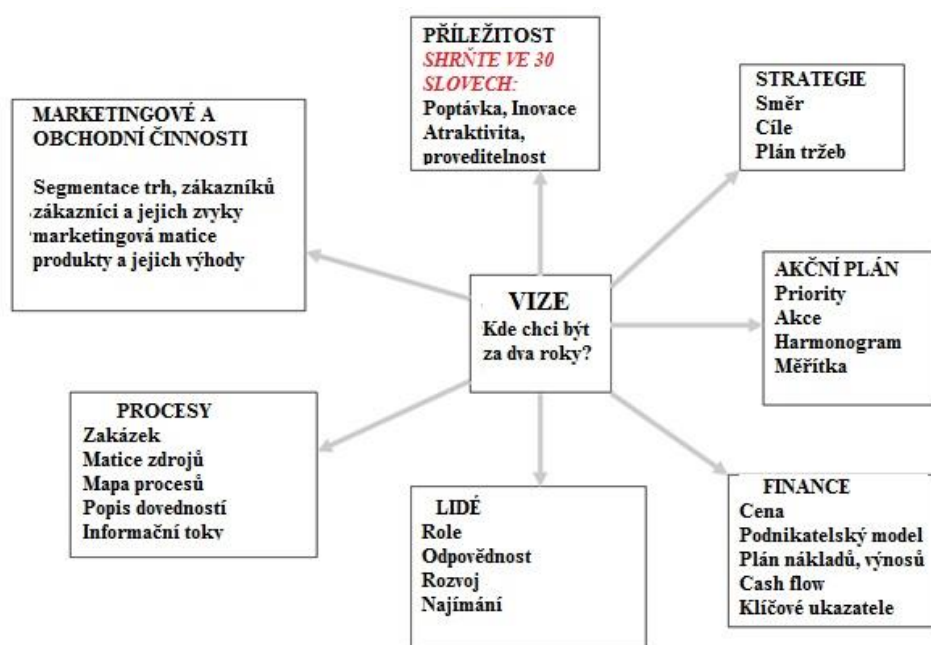 PŘÍLEŽITOST
SHRŇTE VE 30
SLOVECH:
Poptávka, Inovace
Atraktivita,
proveditelnost
STRATEGIE
Směr
Cíle
Plán tržeb
MARKETINGOVÉ A
OBCHODNÍ ČINNOSTI
Segmentace trh, zákazníků
zákazníci a jejich zvyky
marketingová matice
produkty a jejich výhody
VIZE
Kde chci být
za dva roky?
AKČNÍ PLÁN
Priority
Akce
Harmonogram
Měřítka
PROCESY
Zakázek
Matice zdrojů
Mapa procesů
Popis dovedností
Informační toky
LIDÉ
Role
Odpovědnost
Rozvoj
Najímání
FINANCE
Cena
Podnikatelský model
Plán nákladů, výnosů
Cash flow
Klíčové ukazatele